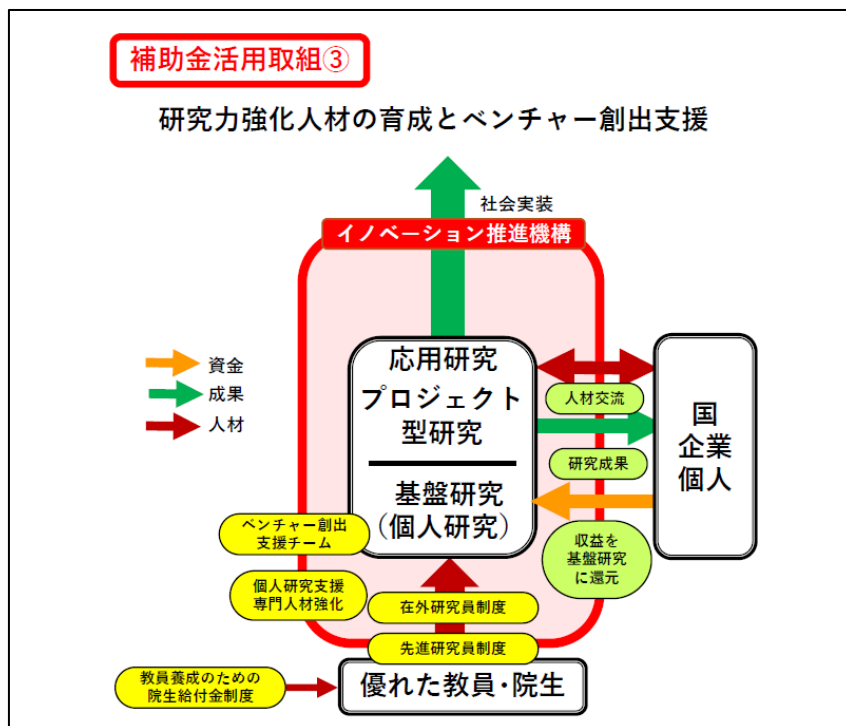 補助金活用取組③
研究力強化人材の育成とベンチャー創出支援
社会実装
イノベーション推進機構
資金
成果
人材
応用研究
プロジェクト
型研究
基盤研究
(個人研究)
人材交流
研究成果
収益を
基盤研究
に還元
国
企業
個人
ベンチャー創出
支援チーム
個人研究支援
専門人材強化
在外研究員制度
先進研究員制度
教員養成のための
院生給付金制度
優れた教員・院生